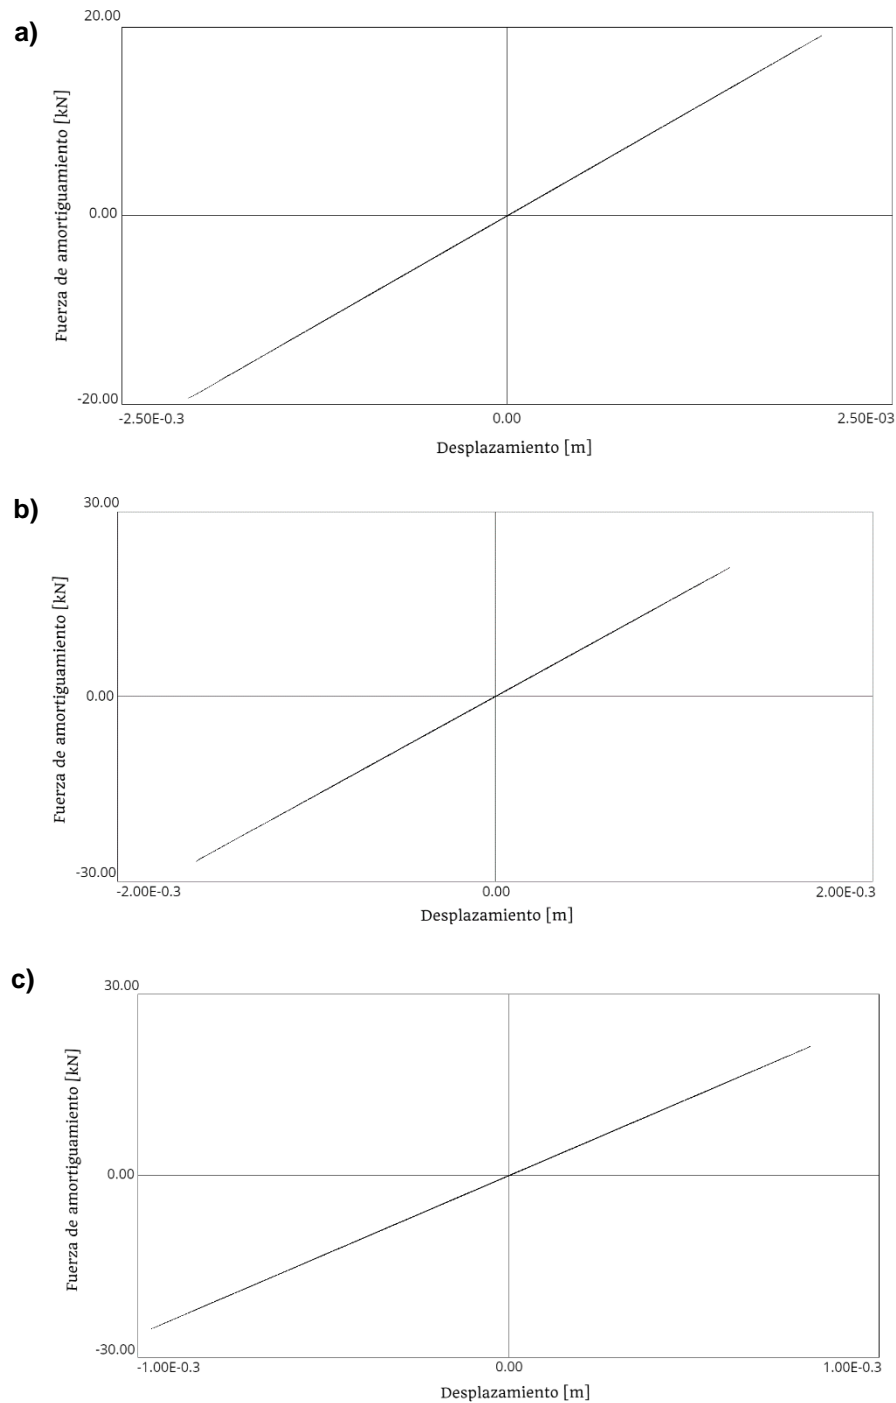 a)
20.00
Fuerza de amortiguamiento [kN]
0.00
-20.00
-2.50E-0.3
0.00
2.50E-03
Desplazamiento [m]
b)
30.00
Fuerza de amortiguamiento [kN]
0.00
-30.00
-2.00E-0.3
0.00
2.00E-0.3
Desplazamiento [m]
c)
30.00
Fuerza de amortiguamiento [kN]
0.00
-30.00
-1.00E-0.3
0.00
1.00E-0.3
Desplazamiento [m]